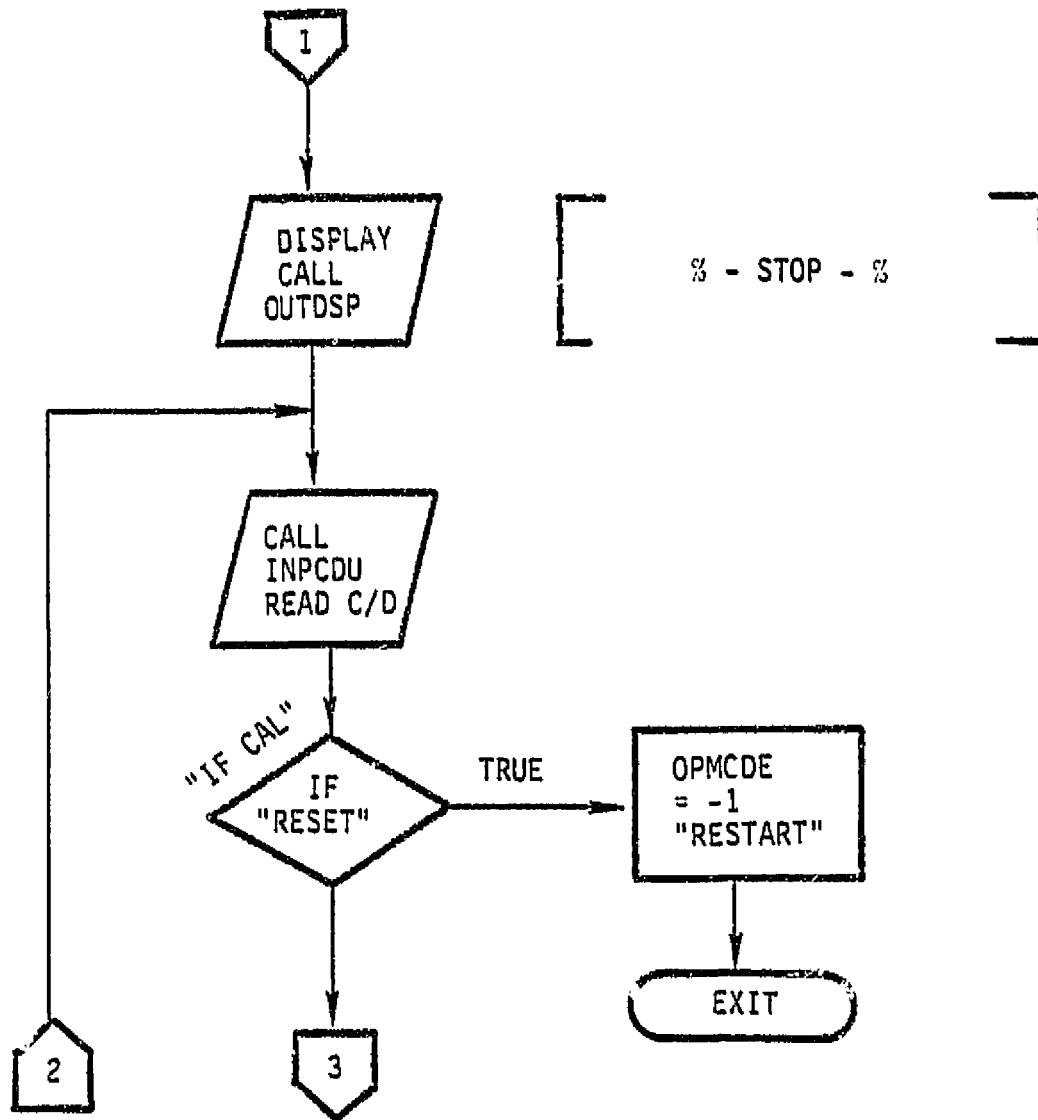 1
DISPLAY
CALL
OUTDSP
% - STOP - %
CALL
INPCDU
READ C/D
"IF CAL"
IF
"RESET"
TRUE
OPMCDE
= -1
"RESTART"
EXIT
2
3